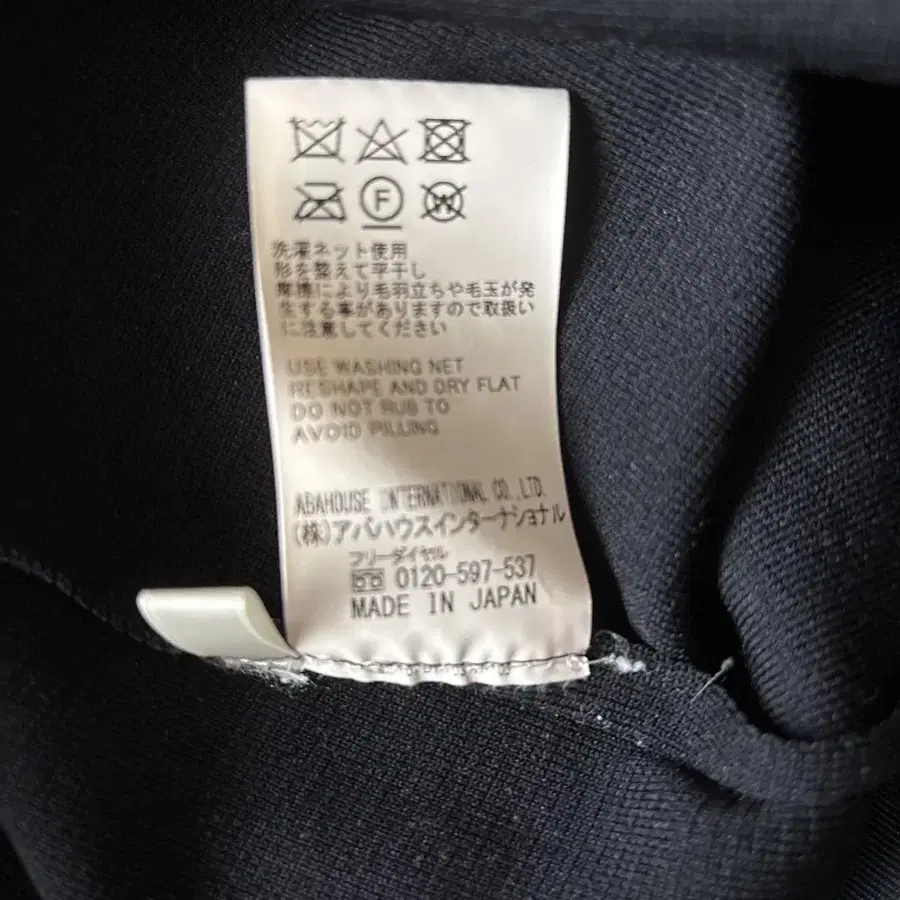 F
W
洗濯ネット使用
形を整えて平干し
摩擦により毛羽立ちや毛玉が発
生する事がありますので取扱い
に注意してください
USE WASHING NET
RESHAPE AND DRY FLAT
DO NOT RUB TO
AVOID PILLING
ABAHOUSE INTERNATIONAL CO.,LTD.
(株)アバハウスインターナショナル
フリーダイヤル
0120-597-537
MADE IN JAPAN